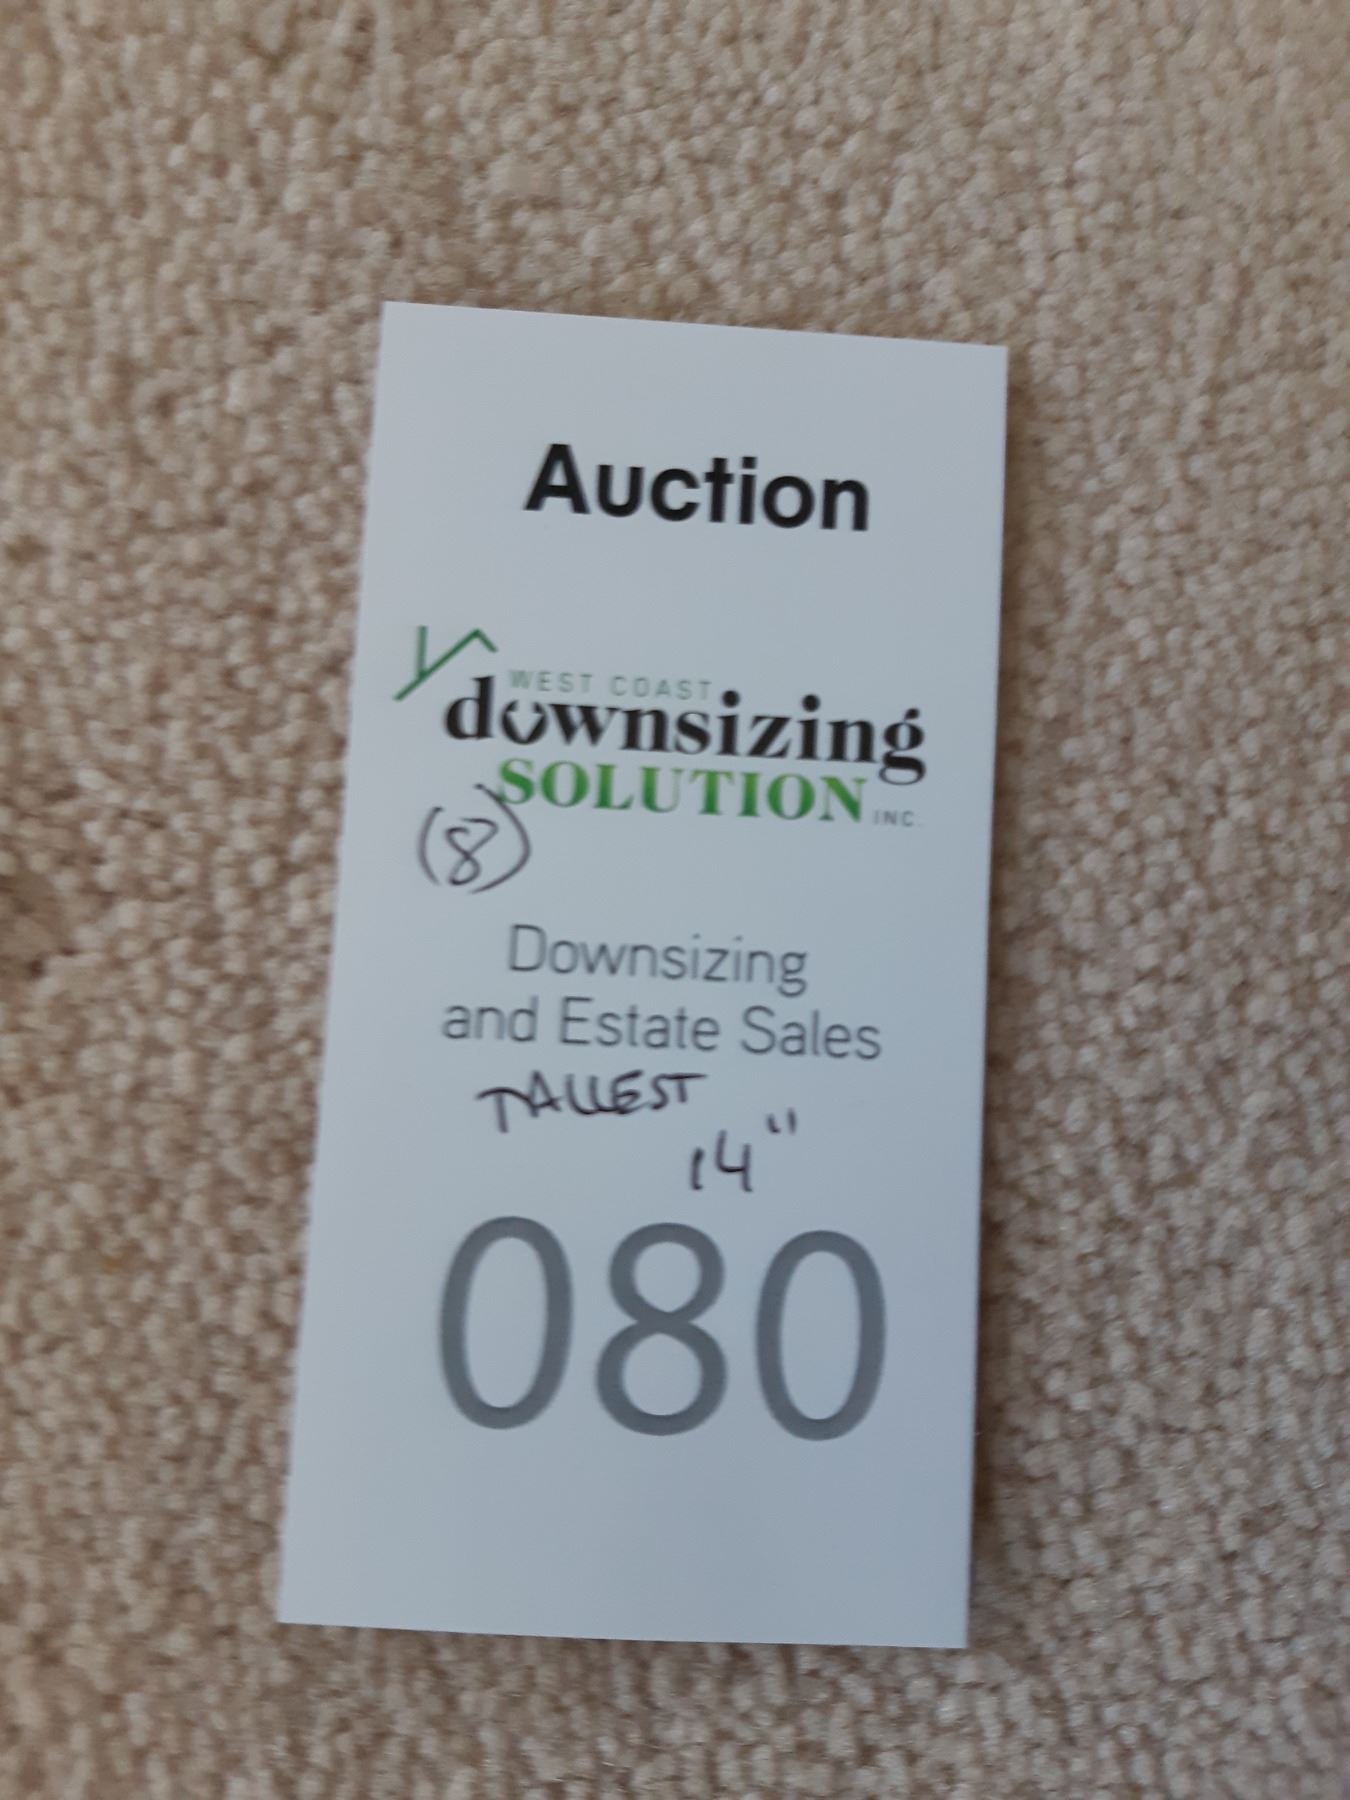 Auction
WEST COAST
downsizing
SOLUTION INC.
(8)
Downsizing
and Estate Sales
TALLEST
14"
080